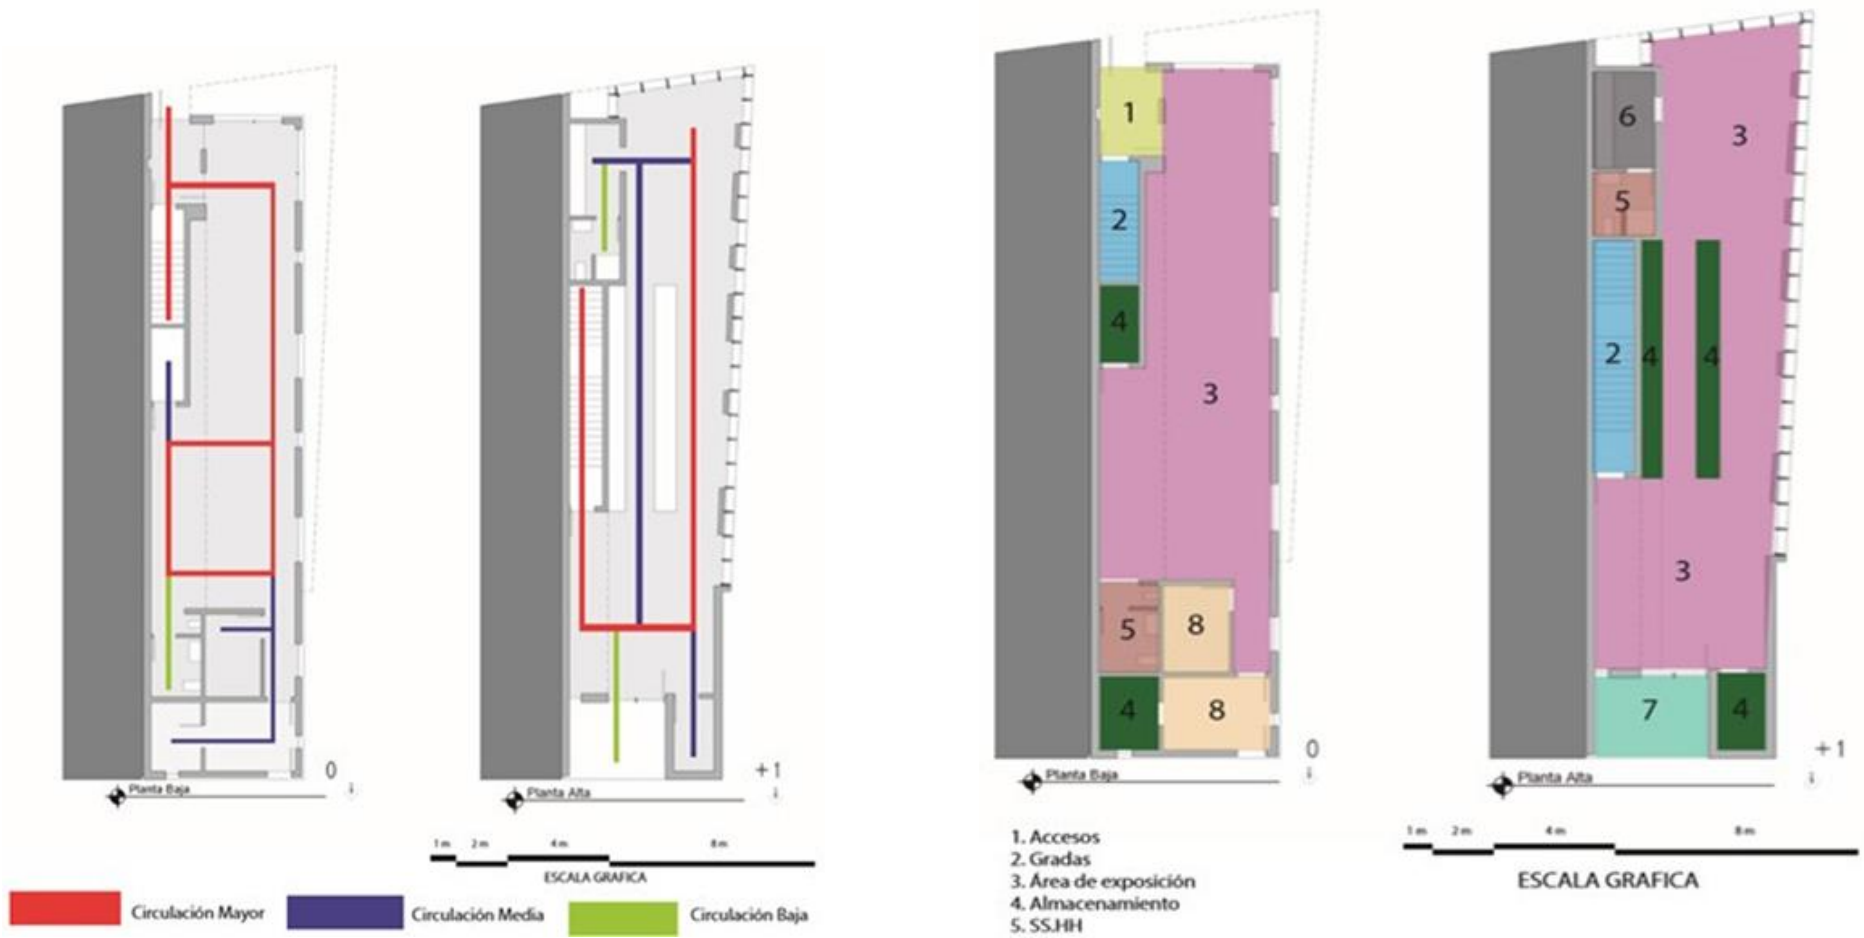 0
Planta Baja
+1
Planta Alta
1 m 2 m 4 m 8 m
ESCALA GRAFICA
Circulación Mayor
Circulación Media
Circulación Baja
1
2
4
3
5
8
4
8
0
Planta Baja
6
3
5
2
4
4
3
7
4
+1
Planta Alta
1. Accesos
2. Gradas
3. Área de exposición
4. Almacenamiento
5. SS.HH
1 m 2 m 4 m 8 m
ESCALA GRAFICA